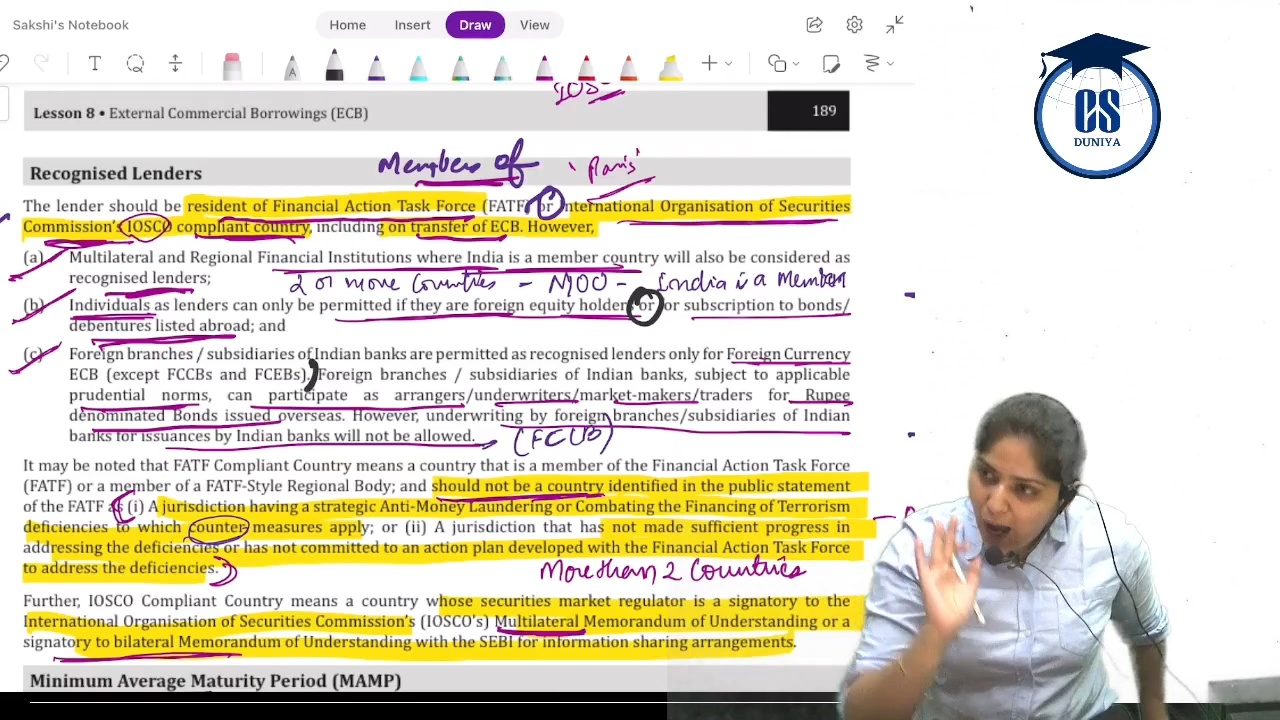 Sakshi's Notebook
Home Insert Draw View
IOS
Lesson 8 • External Commercial Borrowings (ECB) 189
CS
DUNIYA
Members of 'Paris'
Recognised Lenders
The lender should be resident of Financial Action Task Force (FATF) or International Organisation of Securities
Commission's IOSCO compliant country, including on transfer of ECB. However,
(a) Multilateral and Regional Financial Institutions where India is a member country will also be considered as
recognised lenders;
2 or more Countries - MOO - India is a Member
(b) Individuals as lenders can only be permitted if they are foreign equity holders or for subscription to bonds/
debentures listed abroad; and
(c) Foreign branches / subsidiaries of Indian banks are permitted as recognised lenders only for Foreign Currency
ECB (except FCCBs and FCEBs). Foreign branches / subsidiaries of Indian banks, subject to applicable
prudential norms, can participate as arrangers/underwriters/market-makers/traders for Rupee
denominated Bonds issued overseas. However, underwriting by foreign branches/subsidiaries of Indian
banks for issuances by Indian banks will not be allowed.
(FCUB)
It may be noted that FATF Compliant Country means a country that is a member of the Financial Action Task Force
(FATF) or a member of a FATF-Style Regional Body; and should not be a country identified in the public statement
of the FATF as (i) A jurisdiction having a strategic Anti-Money Laundering or Combating the Financing of Terrorism
deficiencies to which counter measures apply; or (ii) A jurisdiction that has not made sufficient progress in
addressing the deficiencies or has not committed to an action plan developed with the Financial Action Task Force
to address the deficiencies.
More than 2 Countries
Further, IOSCO Compliant Country means a country whose securities market regulator is a signatory to the
International Organisation of Securities Commission's (IOSCO's) Multilateral Memorandum of Understanding or a
signatory to bilateral Memorandum of Understanding with the SEBI for information sharing arrangements.
Minimum Average Maturity Period (MAMP)